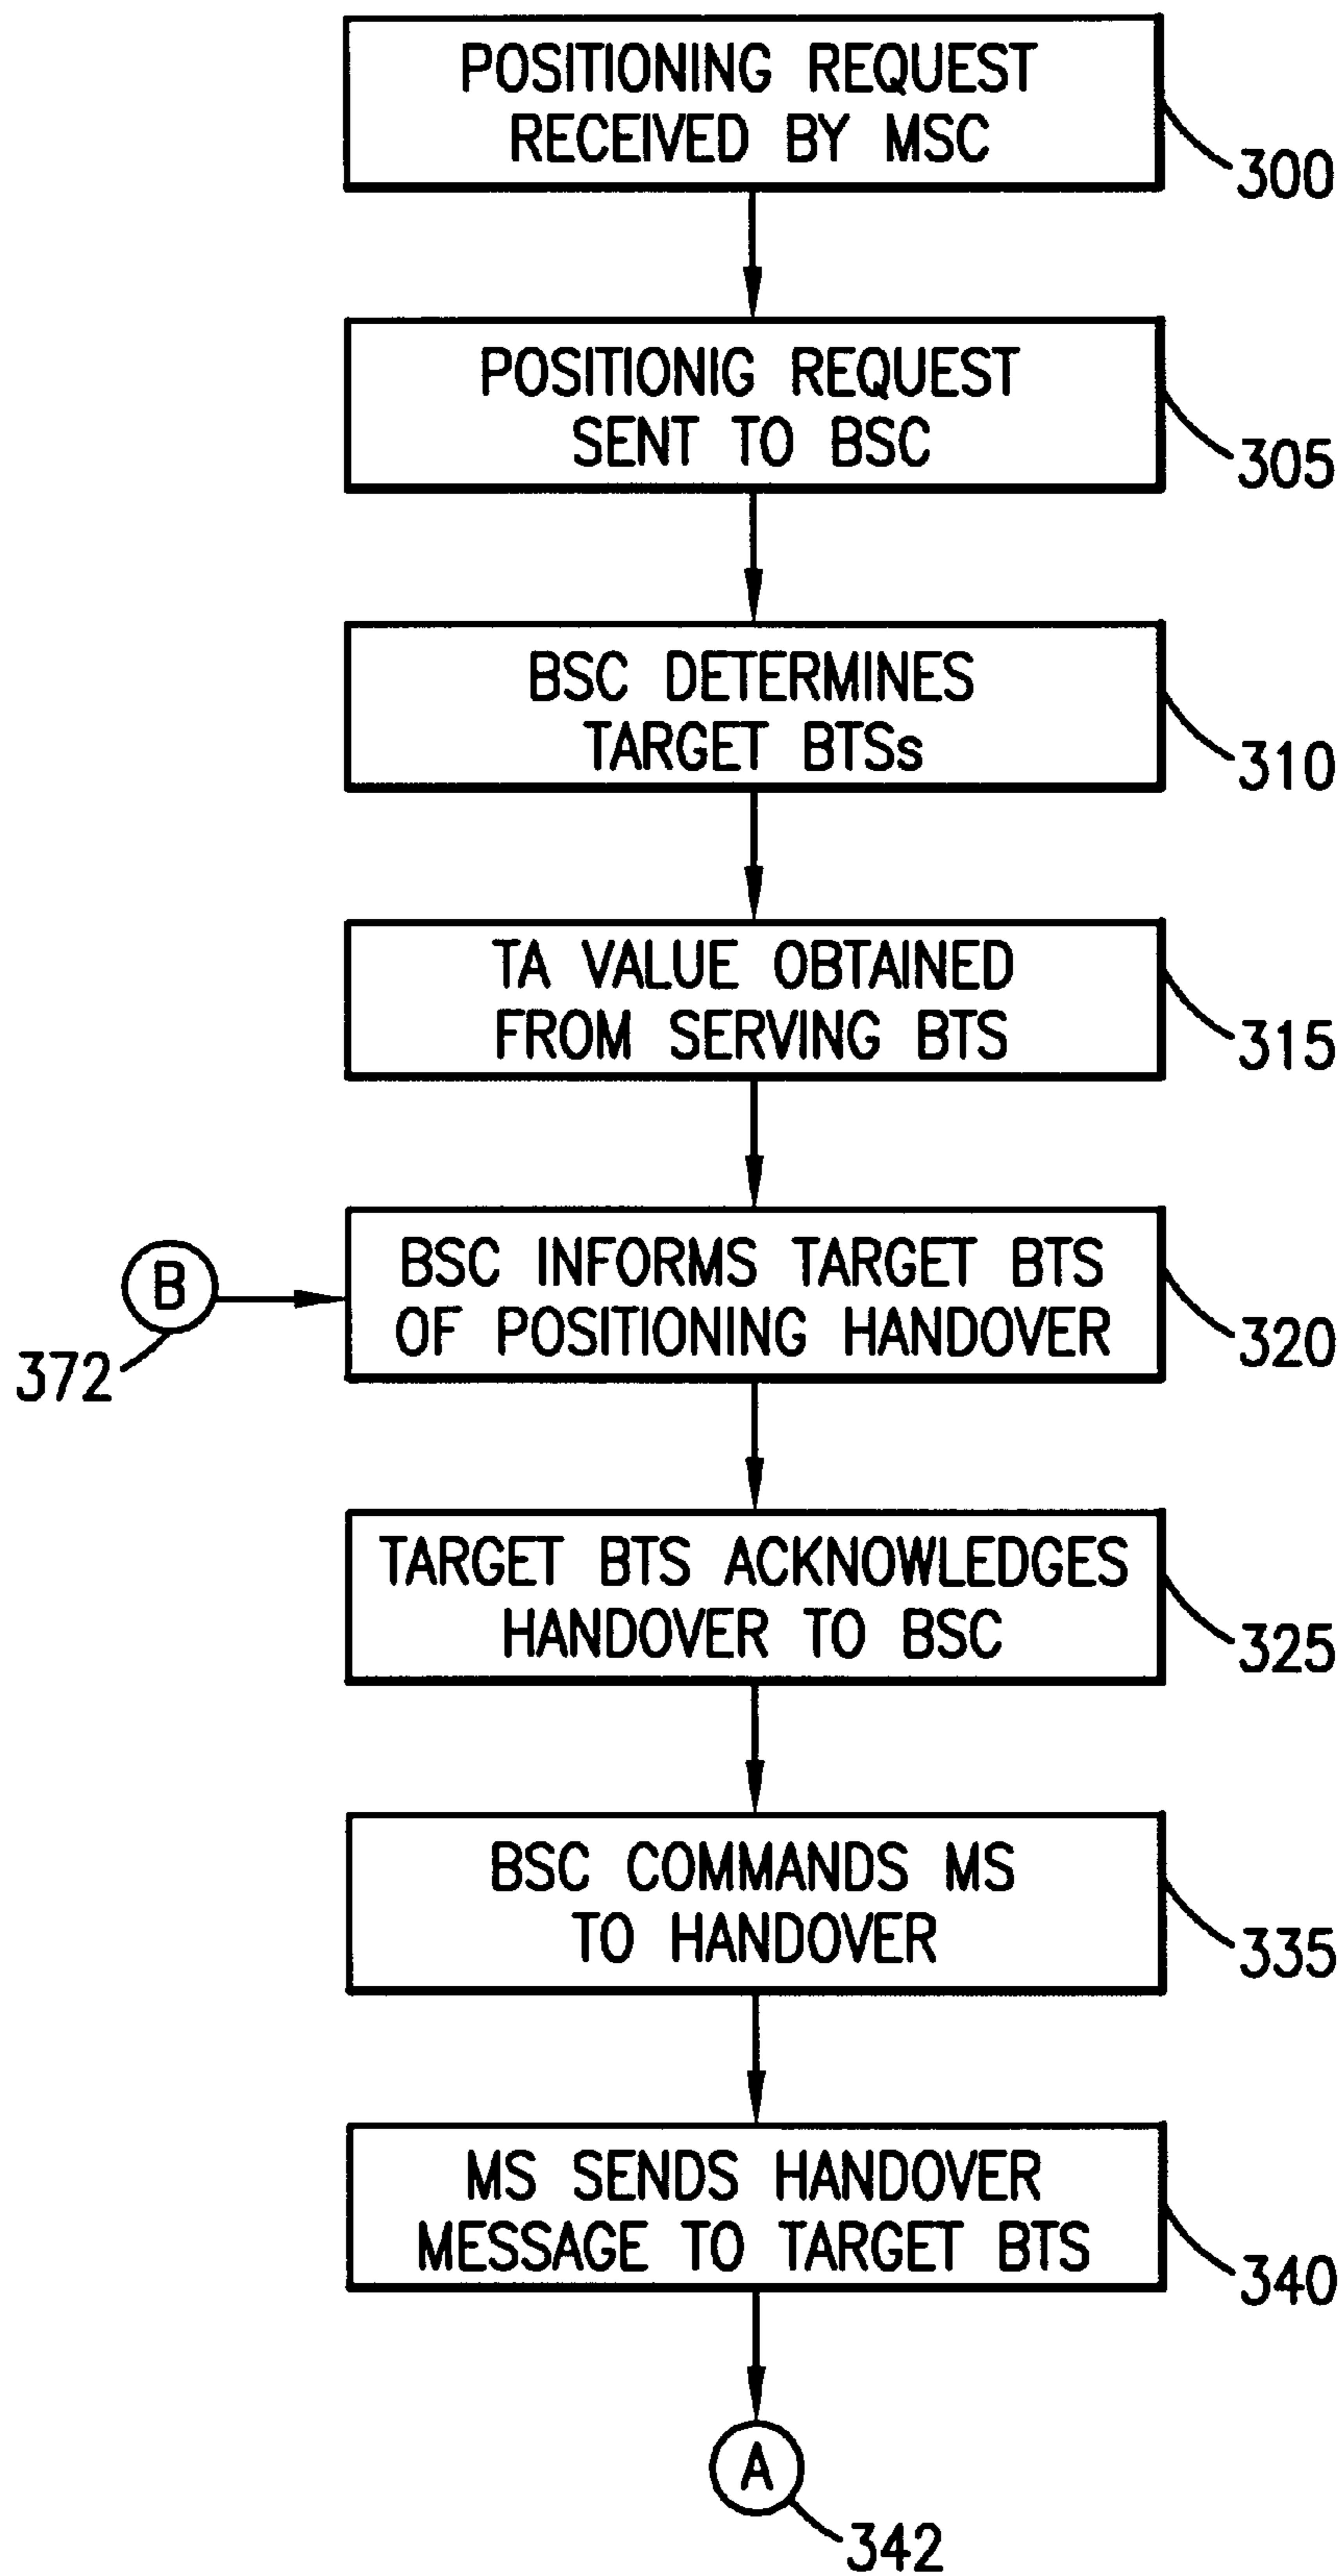 POSITIONING REQUEST
RECEIVED BY MSC
300
POSITIONIG REQUEST
SENT TO BSC
305
BSC DETERMINES
TARGET BTSs
310
TA VALUE OBTAINED
FROM SERVING BTS
315
B
372
BSC INFORMS TARGET BTS
OF POSITIONING HANDOVER
320
TARGET BTS ACKNOWLEDGES
HANDOVER TO BSC
325
BSC COMMANDS MS
TO HANDOVER
335
MS SENDS HANDOVER
MESSAGE TO TARGET BTS
340
A
342